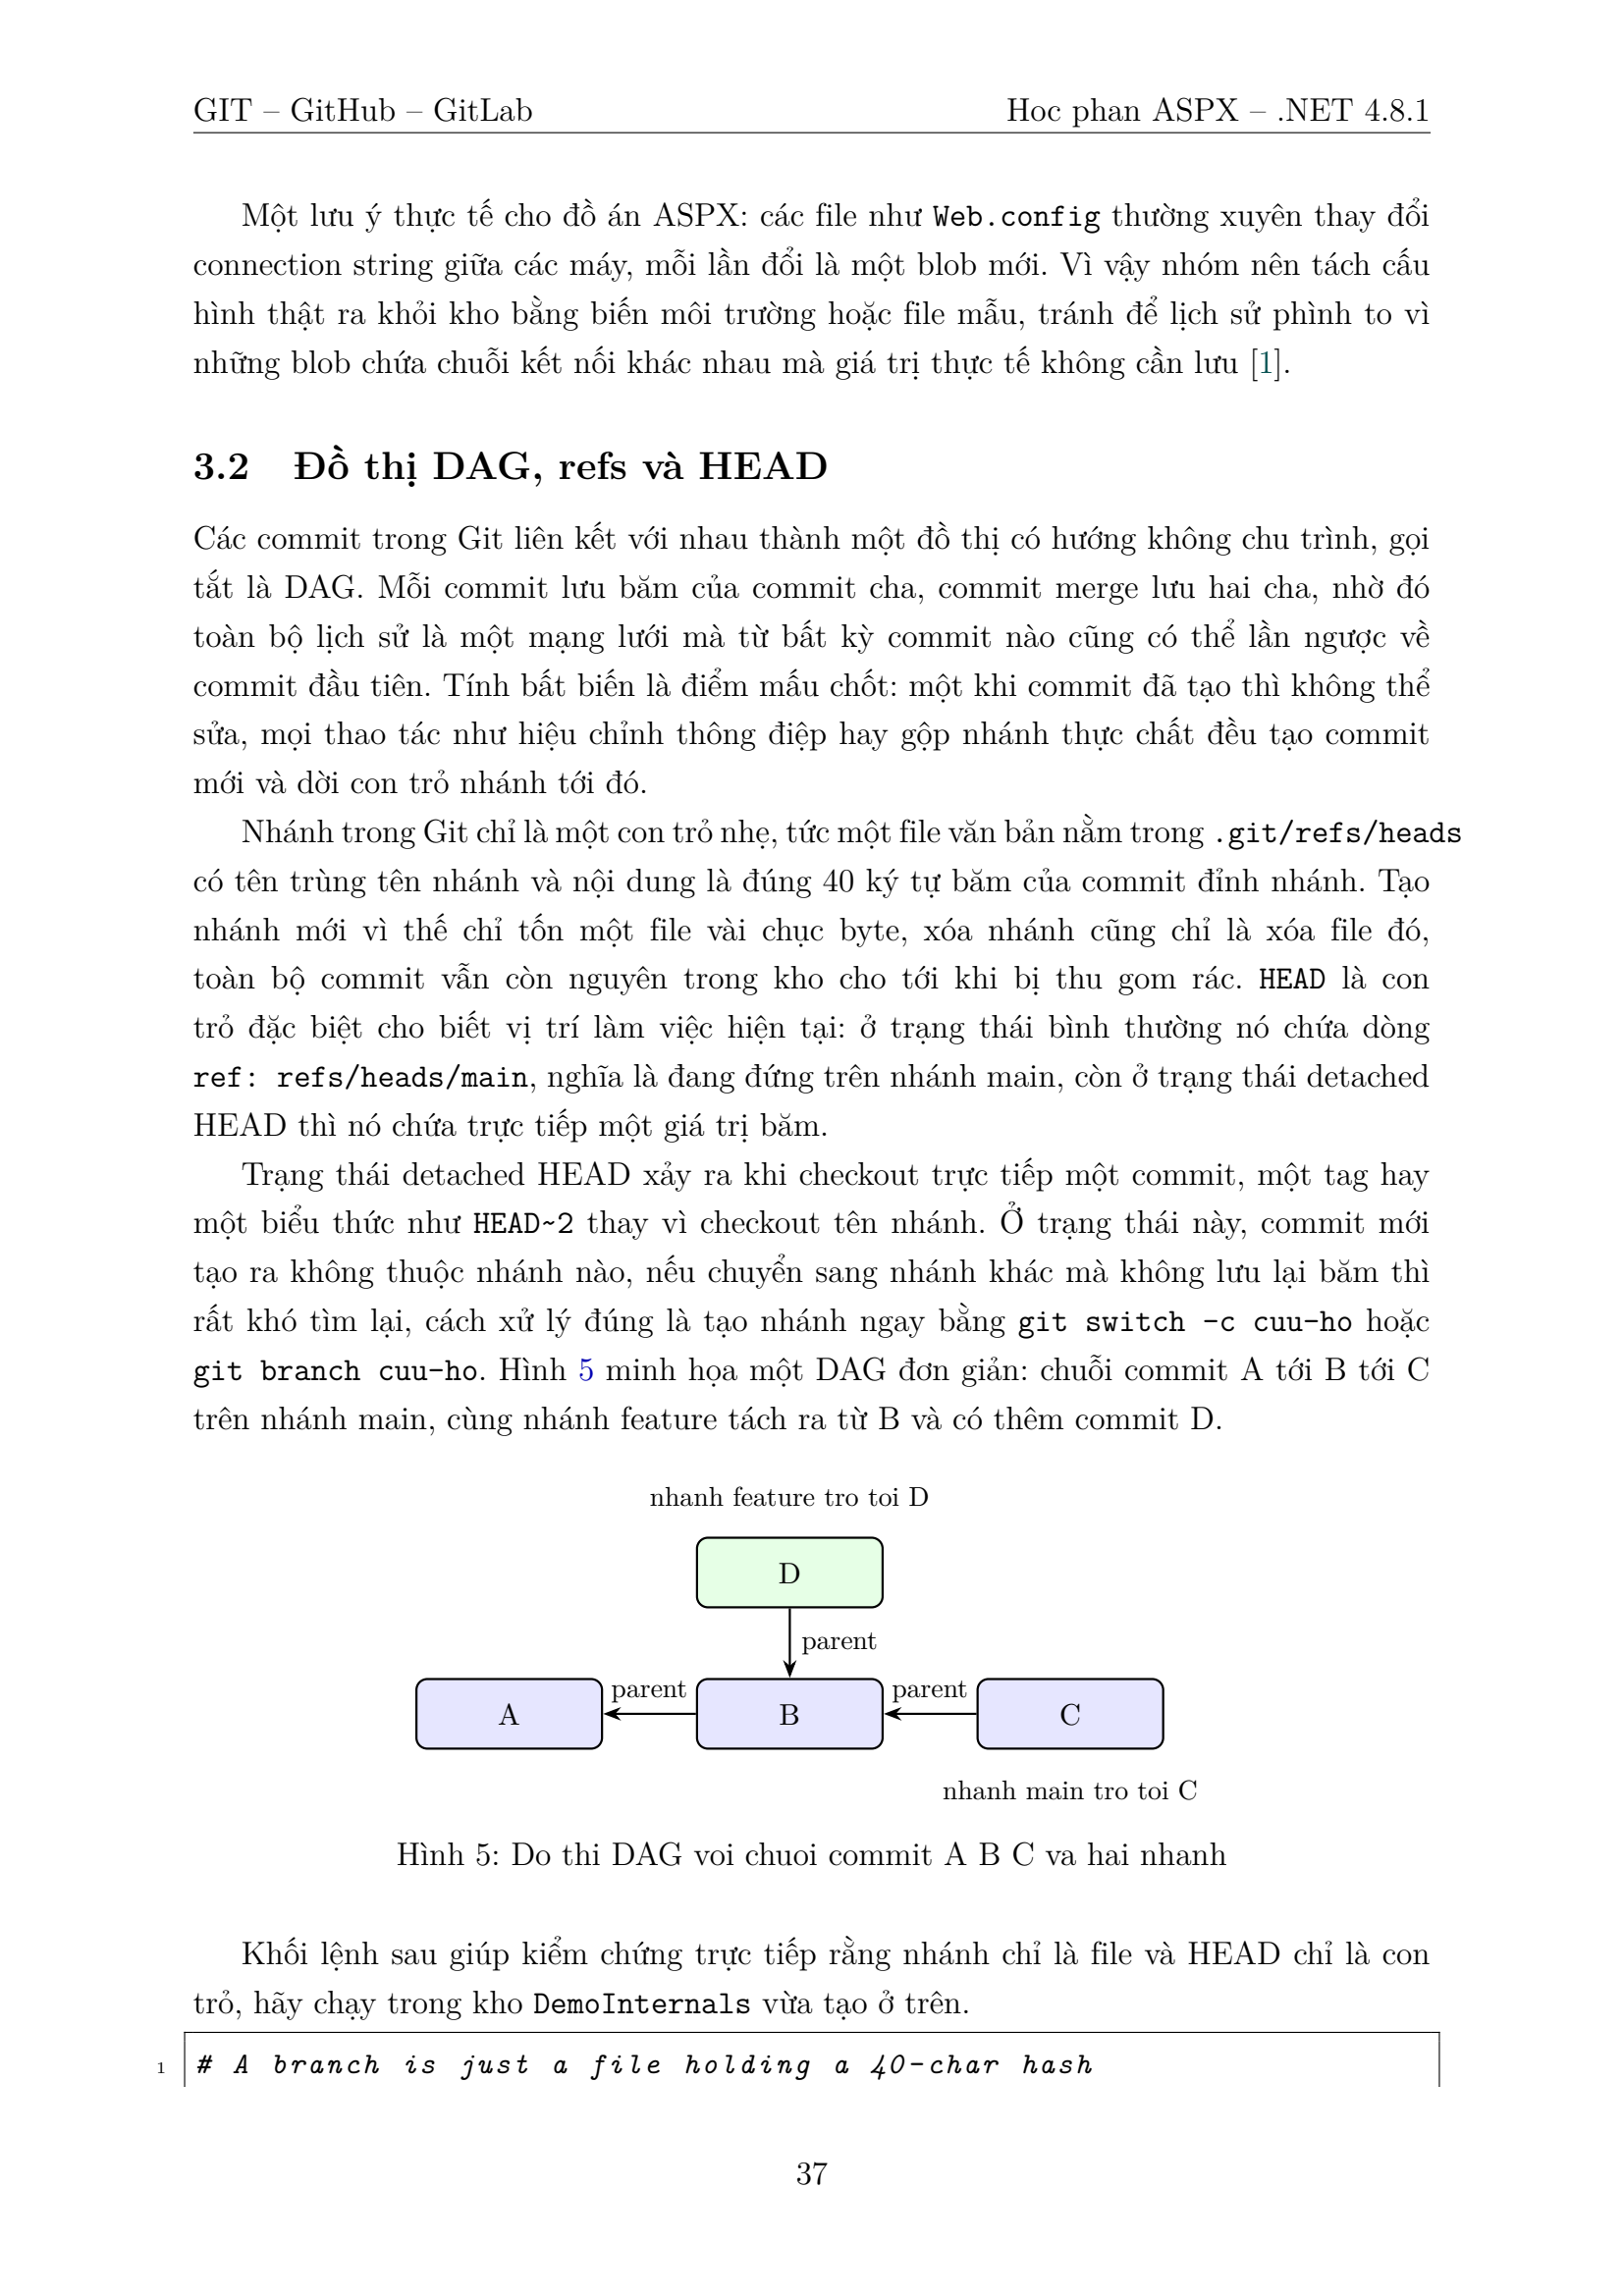 GIT – GitHub – GitLab
Hoc phan ASPX – .NET 4.8.1
Một lưu ý thực tế cho đồ án ASPX: các file như Web.config thường xuyên thay đổi
connection string giữa các máy, mỗi lần đổi là một blob mới. Vì vậy nhóm nên tách cấu
hình thật ra khỏi kho bằng biến môi trường hoặc file mẫu, tránh để lịch sử phình to vì
những blob chứa chuỗi kết nối khác nhau mà giá trị thực tế không cần lưu [1].
3.2 Đồ thị DAG, refs và HEAD
Các commit trong Git liên kết với nhau thành một đồ thị có hướng không chu trình, gọi
tắt là DAG. Mỗi commit lưu băm của commit cha, commit merge lưu hai cha, nhờ đó
toàn bộ lịch sử là một mạng lưới mà từ bất kỳ commit nào cũng có thể lần ngược về
commit đầu tiên. Tính bất biến là điểm mấu chốt: một khi commit đã tạo thì không thể
sửa, mọi thao tác như hiệu chỉnh thông điệp hay gộp nhánh thực chất đều tạo commit
mới và dời con trỏ nhánh tới đó.
Nhánh trong Git chỉ là một con trỏ nhẹ, tức một file văn bản nằm trong .git/refs/heads
có tên trùng tên nhánh và nội dung là đúng 40 ký tự băm của commit đỉnh nhánh. Tạo
nhánh mới vì thế chỉ tốn một file vài chục byte, xóa nhánh cũng chỉ là xóa file đó,
toàn bộ commit vẫn còn nguyên trong kho cho tới khi bị thu gom rác. HEAD là con
trỏ đặc biệt cho biết vị trí làm việc hiện tại: ở trạng thái bình thường nó chứa dòng
ref: refs/heads/main, nghĩa là đang đứng trên nhánh main, còn ở trạng thái detached
HEAD thì nó chứa trực tiếp một giá trị băm.
Trạng thái detached HEAD xảy ra khi checkout trực tiếp một commit, một tag hay
một biểu thức như HEAD~2 thay vì checkout tên nhánh. Ở trạng thái này, commit mới
tạo ra không thuộc nhánh nào, nếu chuyển sang nhánh khác mà không lưu lại băm thì
rất khó tìm lại, cách xử lý đúng là tạo nhánh ngay bằng git switch -c cuu-ho hoặc
git branch cuu-ho. Hình 5 minh họa một DAG đơn giản: chuỗi commit A tới B tới C
trên nhánh main, cùng nhánh feature tách ra từ B và có thêm commit D.
nhanh feature tro toi D
D
parent
A
parent
B
parent
C
nhanh main tro toi C
Hình 5: Do thi DAG voi chuoi commit A B C va hai nhanh
Khối lệnh sau giúp kiểm chứng trực tiếp rằng nhánh chỉ là file và HEAD chỉ là con
trỏ, hãy chạy trong kho DemoInternals vừa tạo ở trên.
1 # A branch is just a file holding a 40-char hash
37